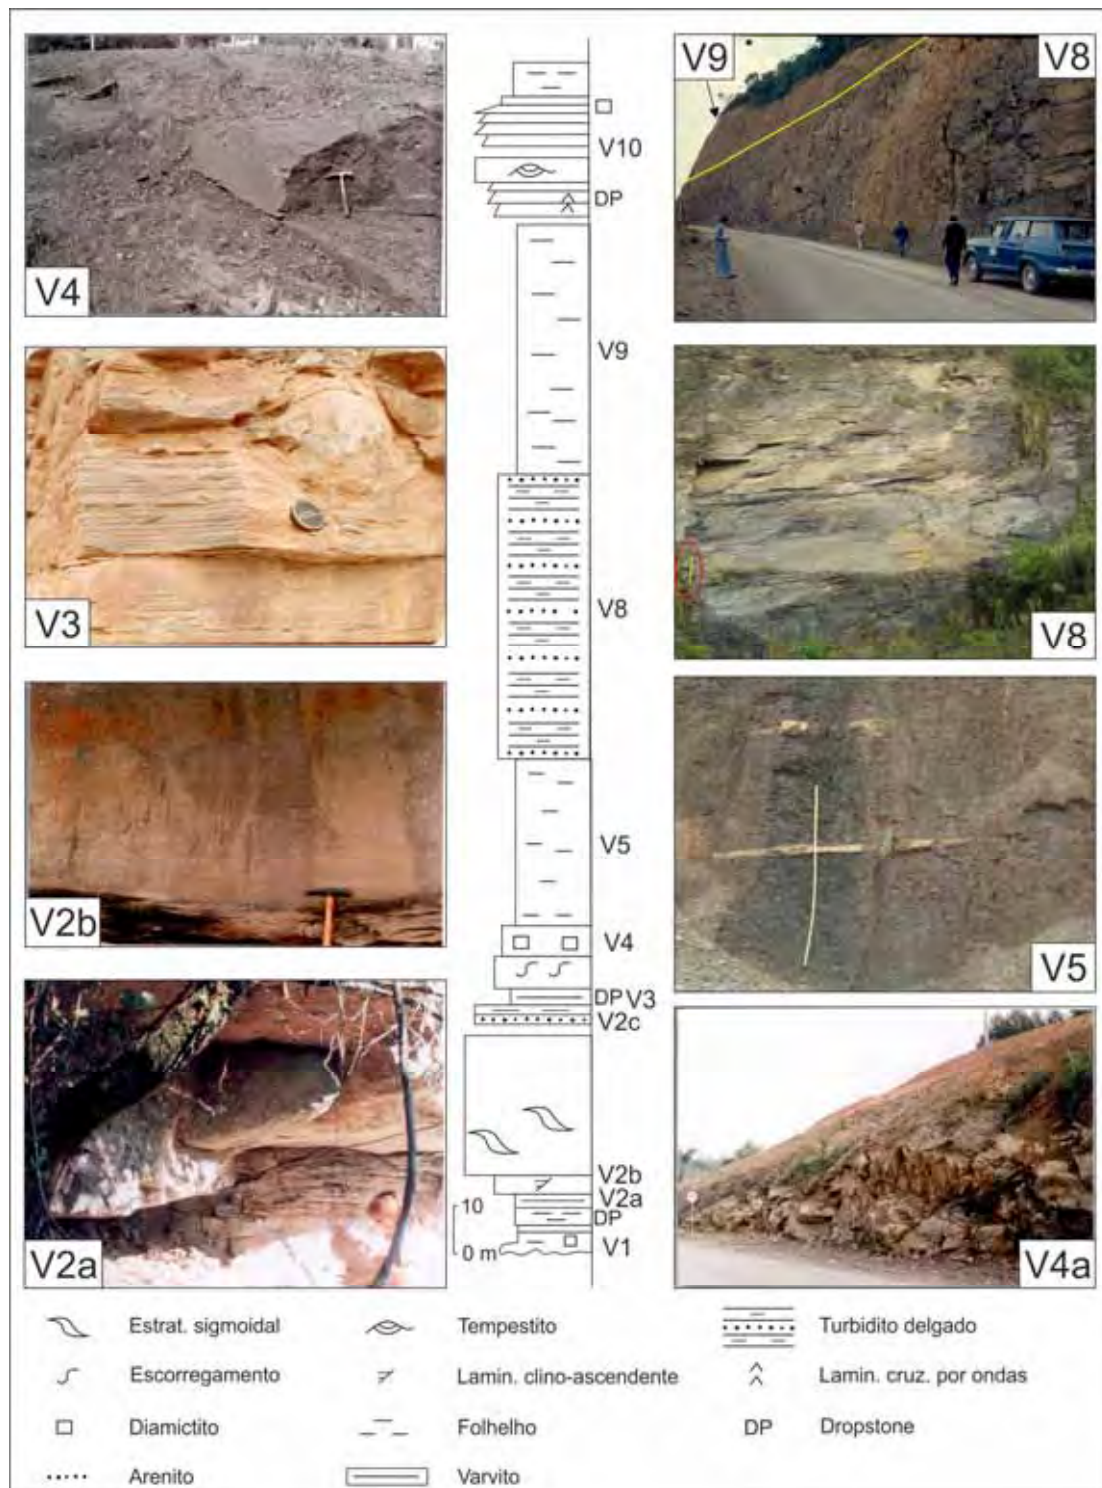 V4
V3
V2b
V2a
V10
DP
V9
V8
V5
V4
DP V3
V2c
V2b
V2a
DP
V1
10
0 m
V9
V8
V8
V5
V4a
Estrat. sigmoidal
Tempestito
Turbidito delgado
Escorregamento
Lamin. clino-ascendente
Lamin. cruz. por ondas
Diamictito
Folhelho
DP
Dropstone
Arenito
Varvito